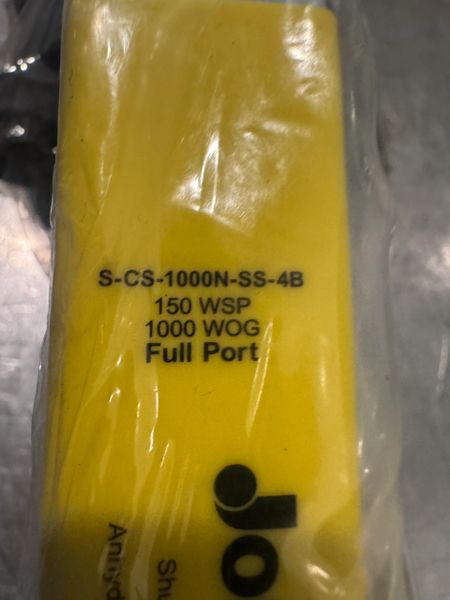 S-CS-1000N-SS-4B
150 WSP
1000 WOG
Full Port